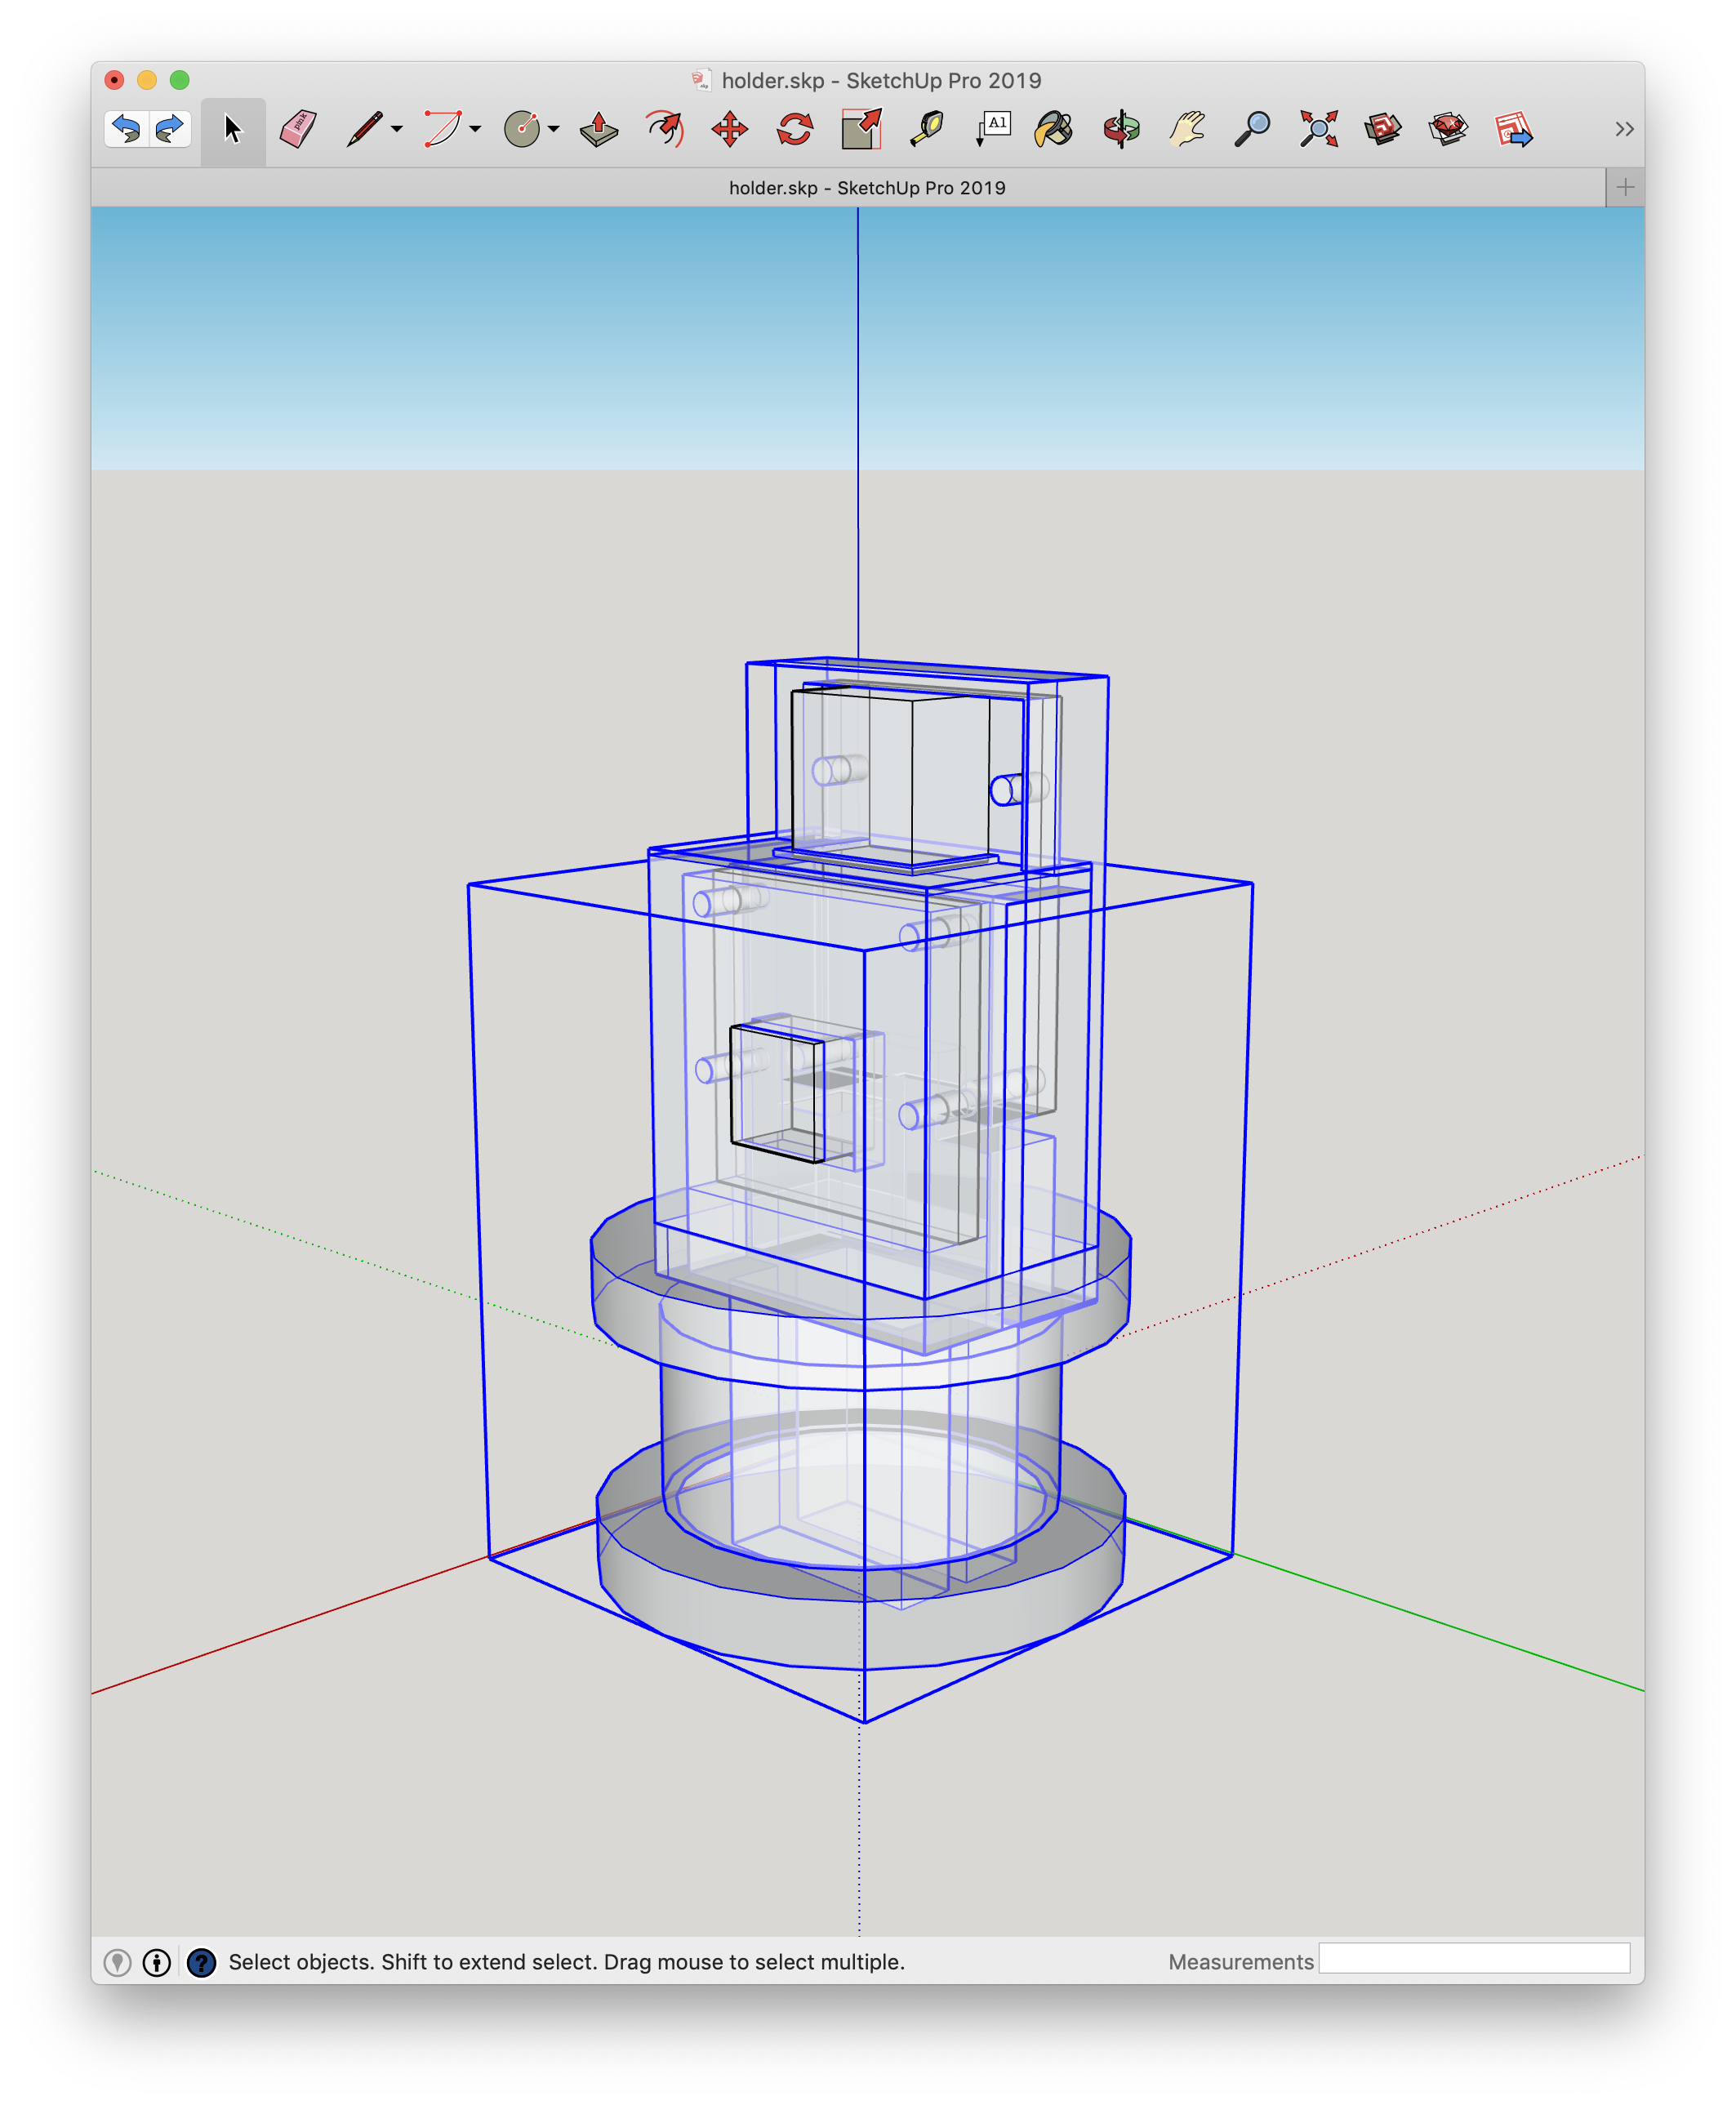 holder.skp - SketchUp Pro 2019
pink
A1
holder.skp - SketchUp Pro 2019
?
Select objects. Shift to extend select. Drag mouse to select multiple.
Measurements